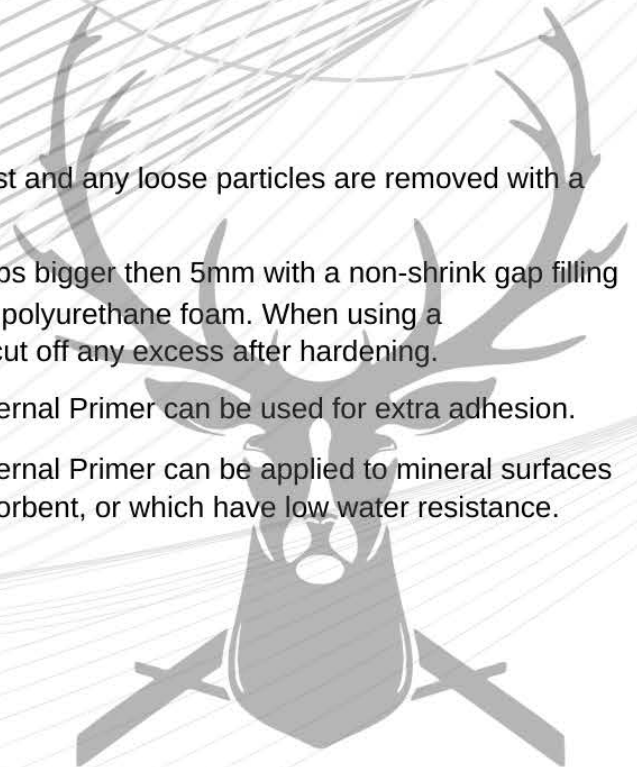 st and any loose particles are removed with a
ps bigger then 5mm with a non-shrink gap filling
polyurethane foam. When using a
cut off any excess after hardening.
ernal Primer can be used for extra adhesion.
ernal Primer can be applied to mineral surfaces
orbent, or which have low water resistance.